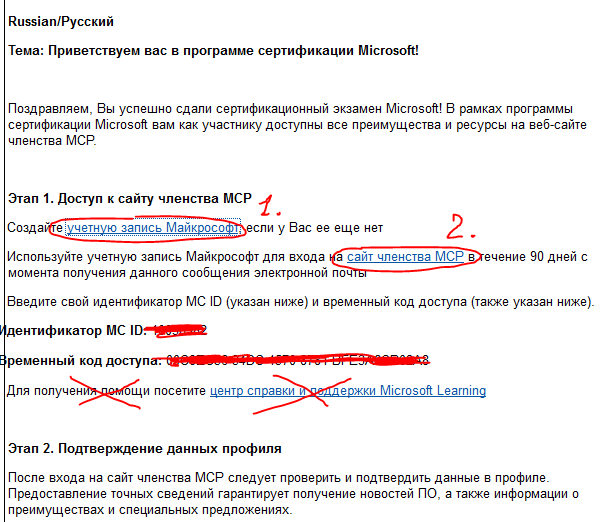 Russian/Русский
Тема: Приветствуем вас в программе сертификации Microsoft!
Поздравляем, Вы успешно сдали сертификационный экзамен Microsoft! В рамках программы
сертификации Microsoft вам как участнику доступны все преимущества и ресурсы на веб-сайте
членства MCP.
Этап 1. Доступ к сайту членства MCP 1.
Создайте учетную запись Майкрософт, если у Вас ее еще нет
2.
Используйте учетную запись Майкрософт для входа на сайт членства MCP в течение 90 дней с
момента получения данного сообщения электронной почты
Введите свой идентификатор MC ID (указан ниже) и временный код доступа (также указан ниже).
Идентификатор MC ID:
Временный код доступа:
Для получения помощи посетите центр справки и поддержки Microsoft Learning
Этап 2. Подтверждение данных профиля
После входа на сайт членства MCP следует проверить и подтвердить данные в профиле.
Предоставление точных сведений гарантирует получение новостей ПО, а также информации о
преимуществах и специальных предложениях.